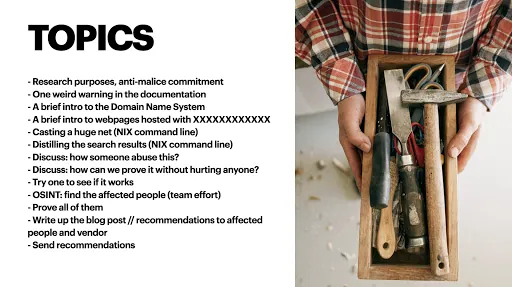 TOPICS
- Research purposes, anti-malice commitment
- One weird warning in the documentation
- A brief intro to the Domain Name System
- A brief intro to webpages hosted with XXXXXXXXXXXX
- Casting a huge net (NIX command line)
- Distilling the search results (NIX command line)
- Discuss: how someone abuse this?
- Discuss: how can we prove it without hurting anyone?
- Try one to see if it works
- OSINT: find the affected people (team effort)
- Prove all of them
- Write up the blog post // recommendations to affected
people and vendor
- Send recommendations